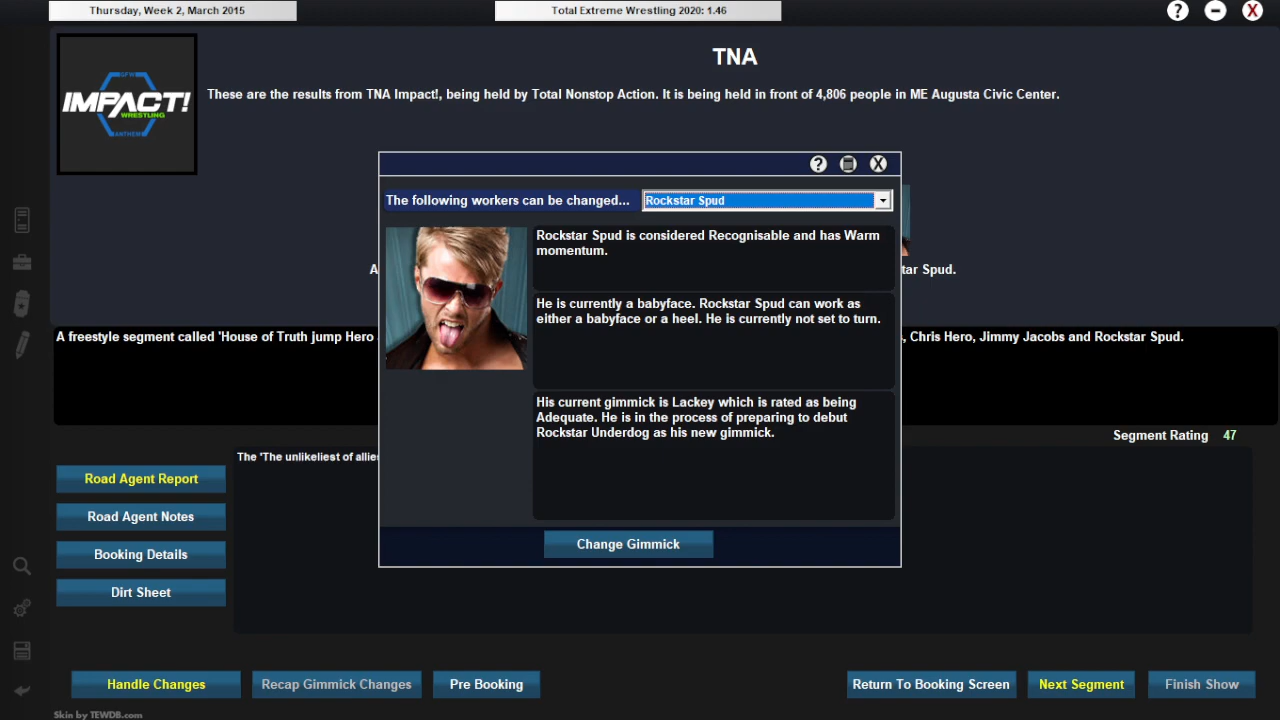 Thursday, Week 2, March 2015
Total Extreme Wrestling 2020: 1.46
?
X
TNA
GFW
IMPACT!
WRESTLING
ANTHEM
These are the results from TNA Impact!, being held by Total Nonstop Action. It is being held in front of 4,806 people in ME Augusta Civic Center.
?
X
The following workers can be changed...
Rockstar Spud
Rockstar Spud is considered Recognisable and has Warm
momentum.
A
tar Spud.
He is currently a babyface. Rockstar Spud can work as
either a babyface or a heel. He is currently not set to turn.
A freestyle segment called 'House of Truth jump Hero
, Chris Hero, Jimmy Jacobs and Rockstar Spud.
His current gimmick is Lackey which is rated as being
Adequate. He is in the process of preparing to debut
Rockstar Underdog as his new gimmick.
Segment Rating 47
The 'The unlikeliest of allies
Road Agent Report
Road Agent Notes
Booking Details
Dirt Sheet
Change Gimmick
Handle Changes
Recap Gimmick Changes
Pre Booking
Return To Booking Screen
Next Segment
Finish Show
Skin by TEWDB.com